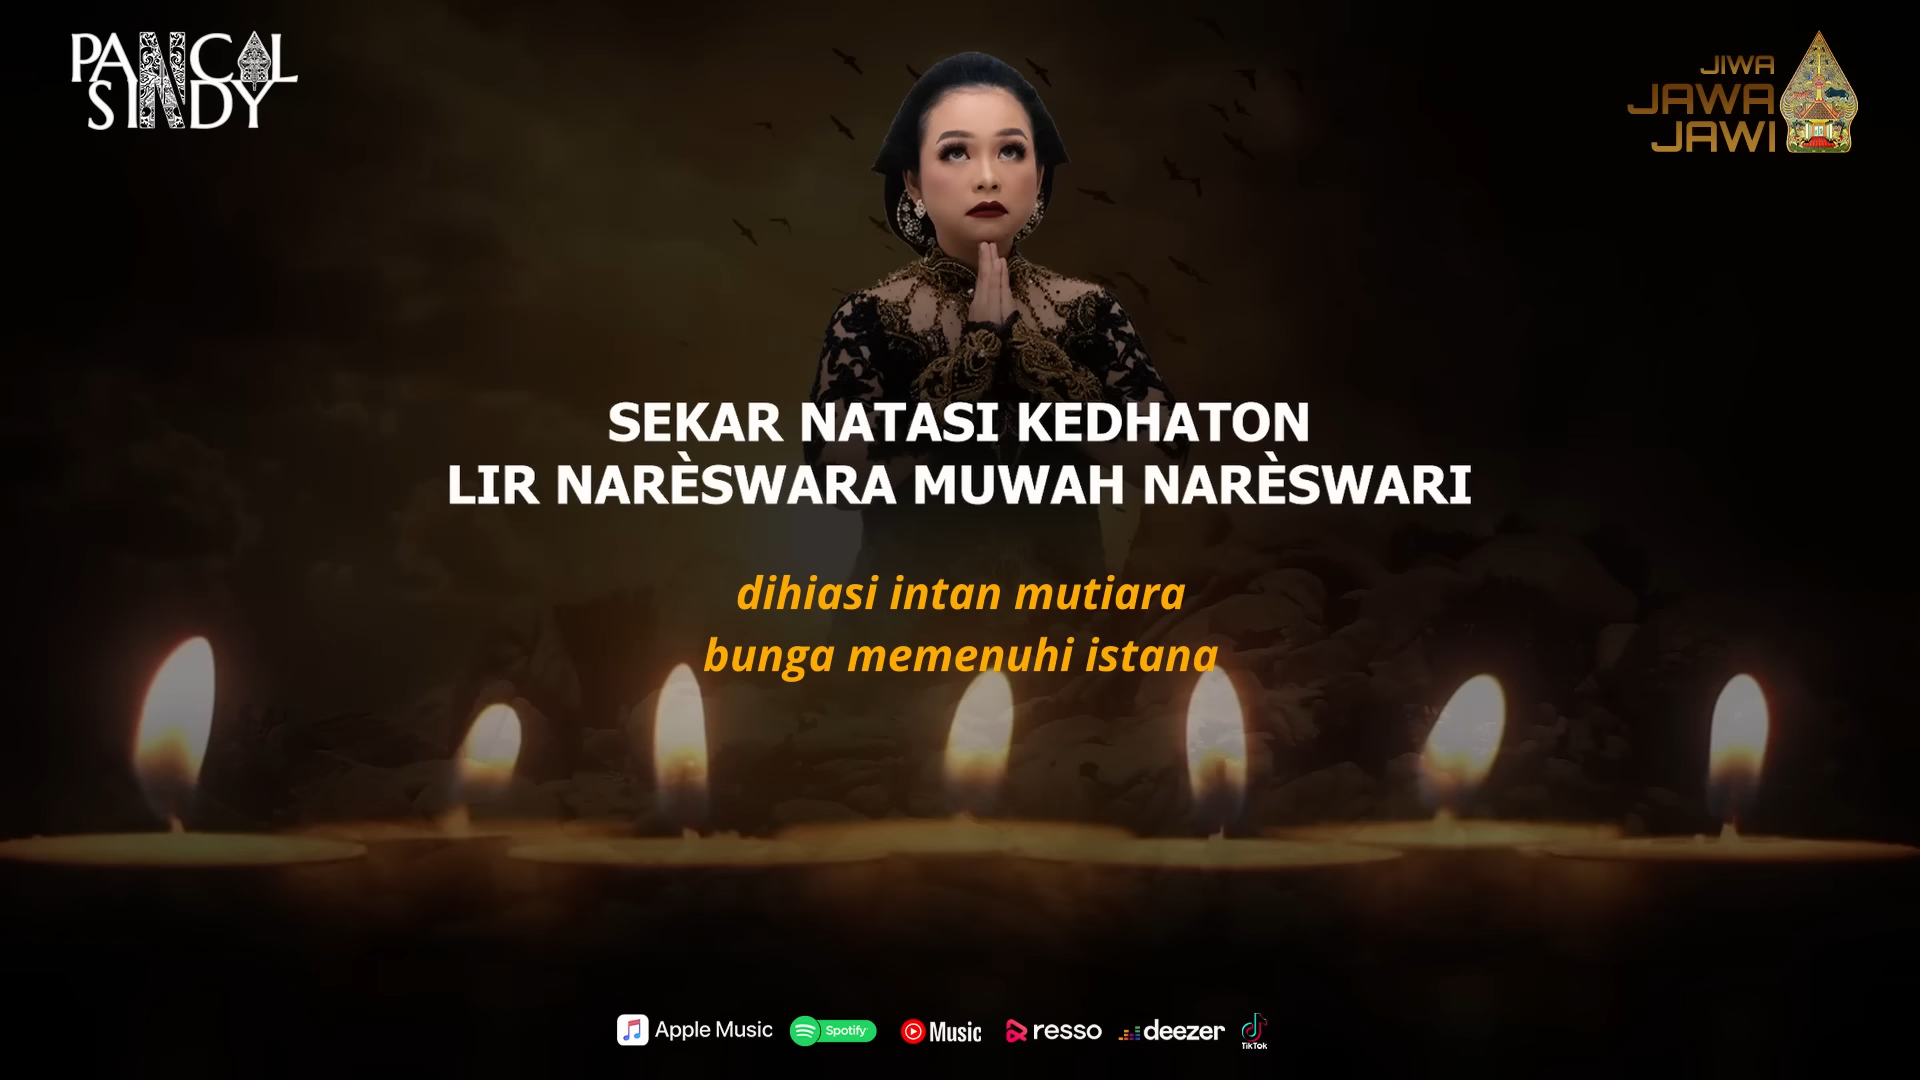 PANCAL
SINDY
JIWA
JAWA
JAWI
SEKAR NATASI KEDHATON
LIR NARÈSWARA MUWAH NARÈSWARI
dihiasi intan mutiara
bunga memenuhi istana
Apple Music Spotify Music resso deezer TikTok